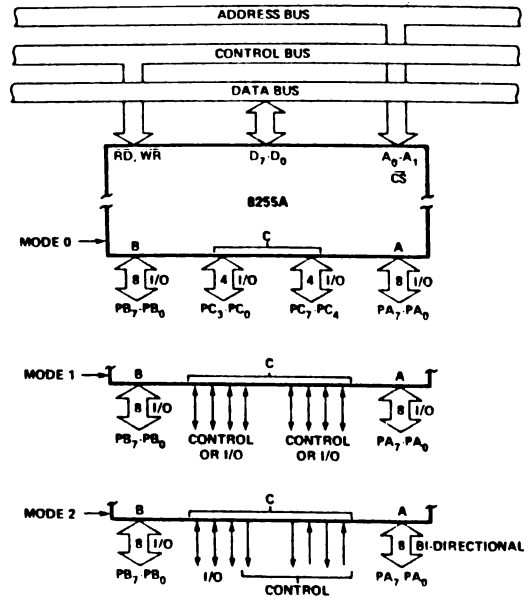 ADDRESS BUS
CONTROL BUS
DATA BUS
RD, WR D7-D0 A0-A1
CS
8255A
MODE 0 B C A
8 I/O 4 I/O 4 I/O 8 I/O
PB7-PB0 PC3-PC0 PC7-PC4 PA7-PA0
MODE 1 B C A
8 I/O 8 I/O
PB7-PB0 CONTROL OR I/O CONTROL OR I/O PA7-PA0
MODE 2 B C A
8 I/O 8 BI-DIRECTIONAL
PB7-PB0 I/O CONTROL PA7 PA0